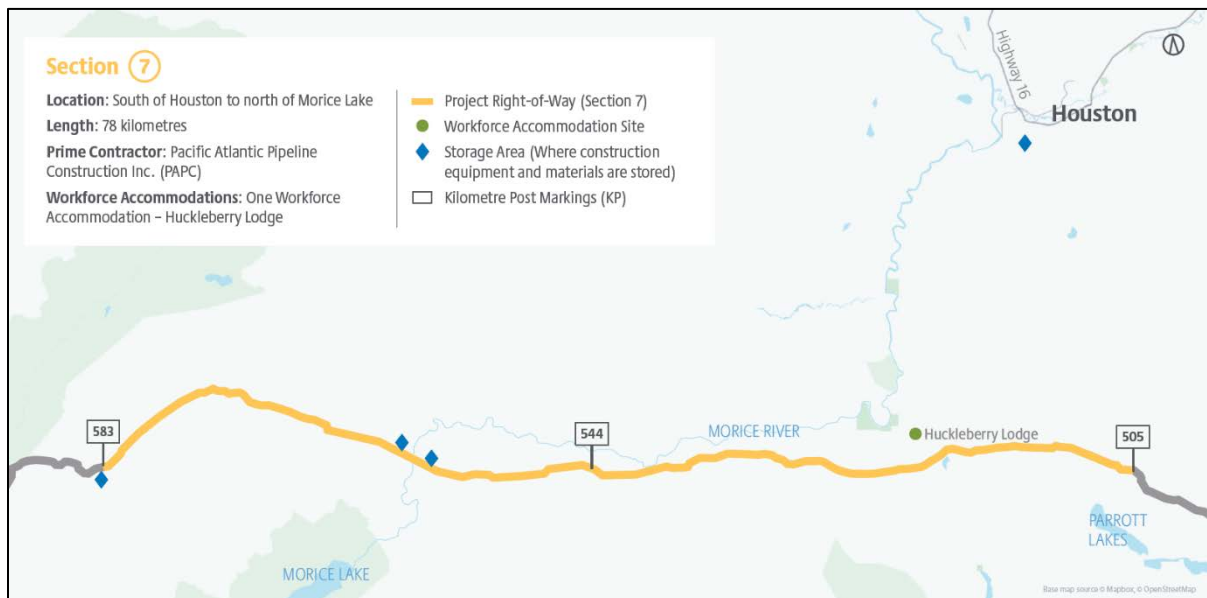 Section 7
Location: South of Houston to north of Morice Lake
Length: 78 kilometres
Prime Contractor: Pacific Atlantic Pipeline
Construction Inc. (PAPC)
Workforce Accommodations: One Workforce
Accommodation – Huckleberry Lodge
Project Right-of-Way (Section 7)
Workforce Accommodation Site
Storage Area (Where construction
equipment and materials are stored)
Kilometre Post Markings (KP)
Highway 16
Houston
583
544
MORICE RIVER
Huckleberry Lodge
505
PARROTT
LAKES
MORICE LAKE
Base map source © Mapbox, © OpenStreetMap